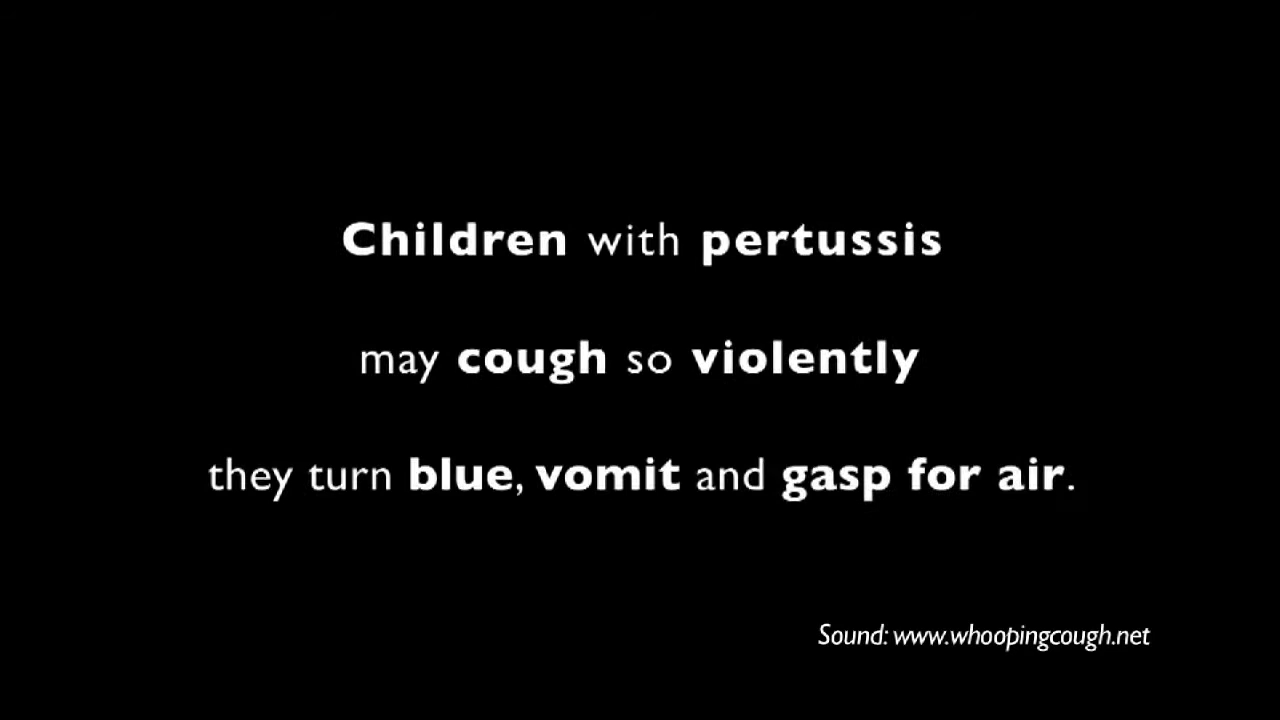 Children with pertussis
may cough so violently
they turn blue, vomit and gasp for air.
Sound: www.whoopingcough.net